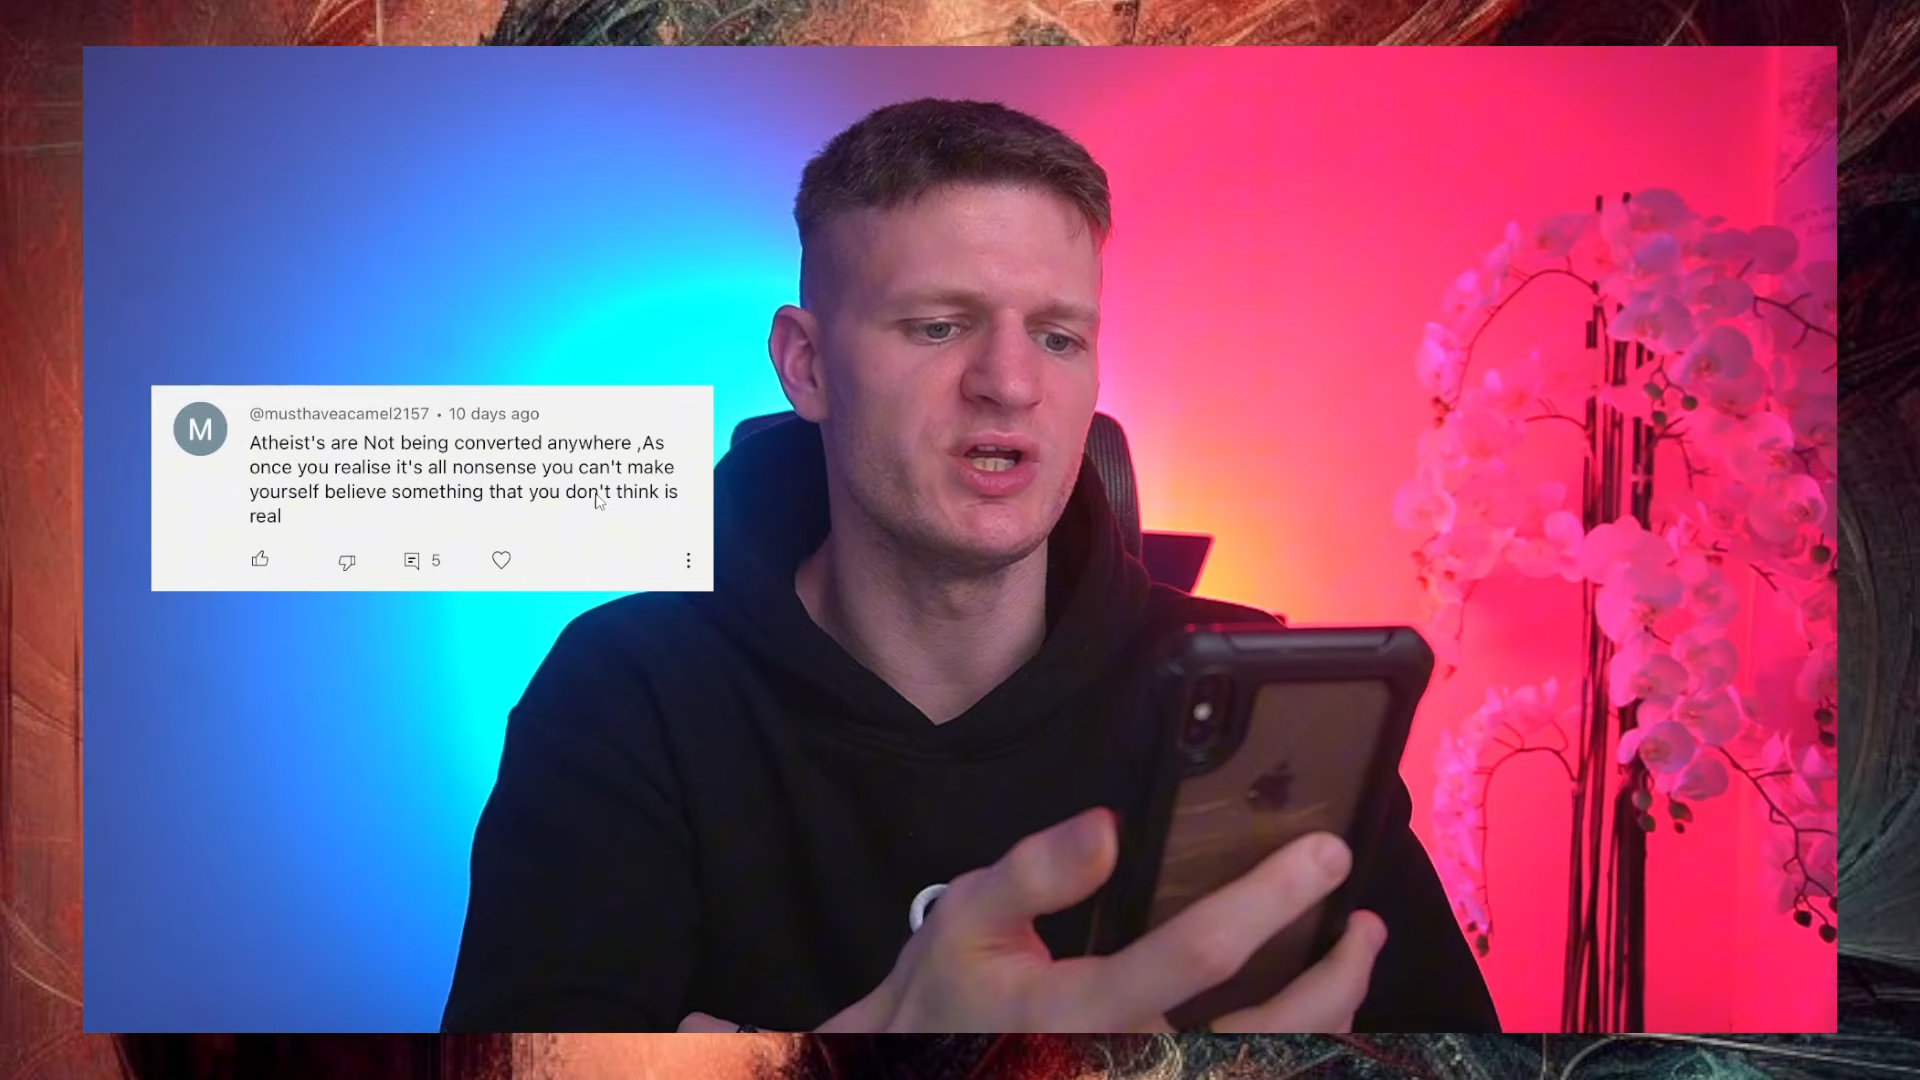 M
@musthaveacamel2157 • 10 days ago
Atheist's are Not being converted anywhere ,As
once you realise it's all nonsense you can't make
yourself believe something that you don't think is
real
5